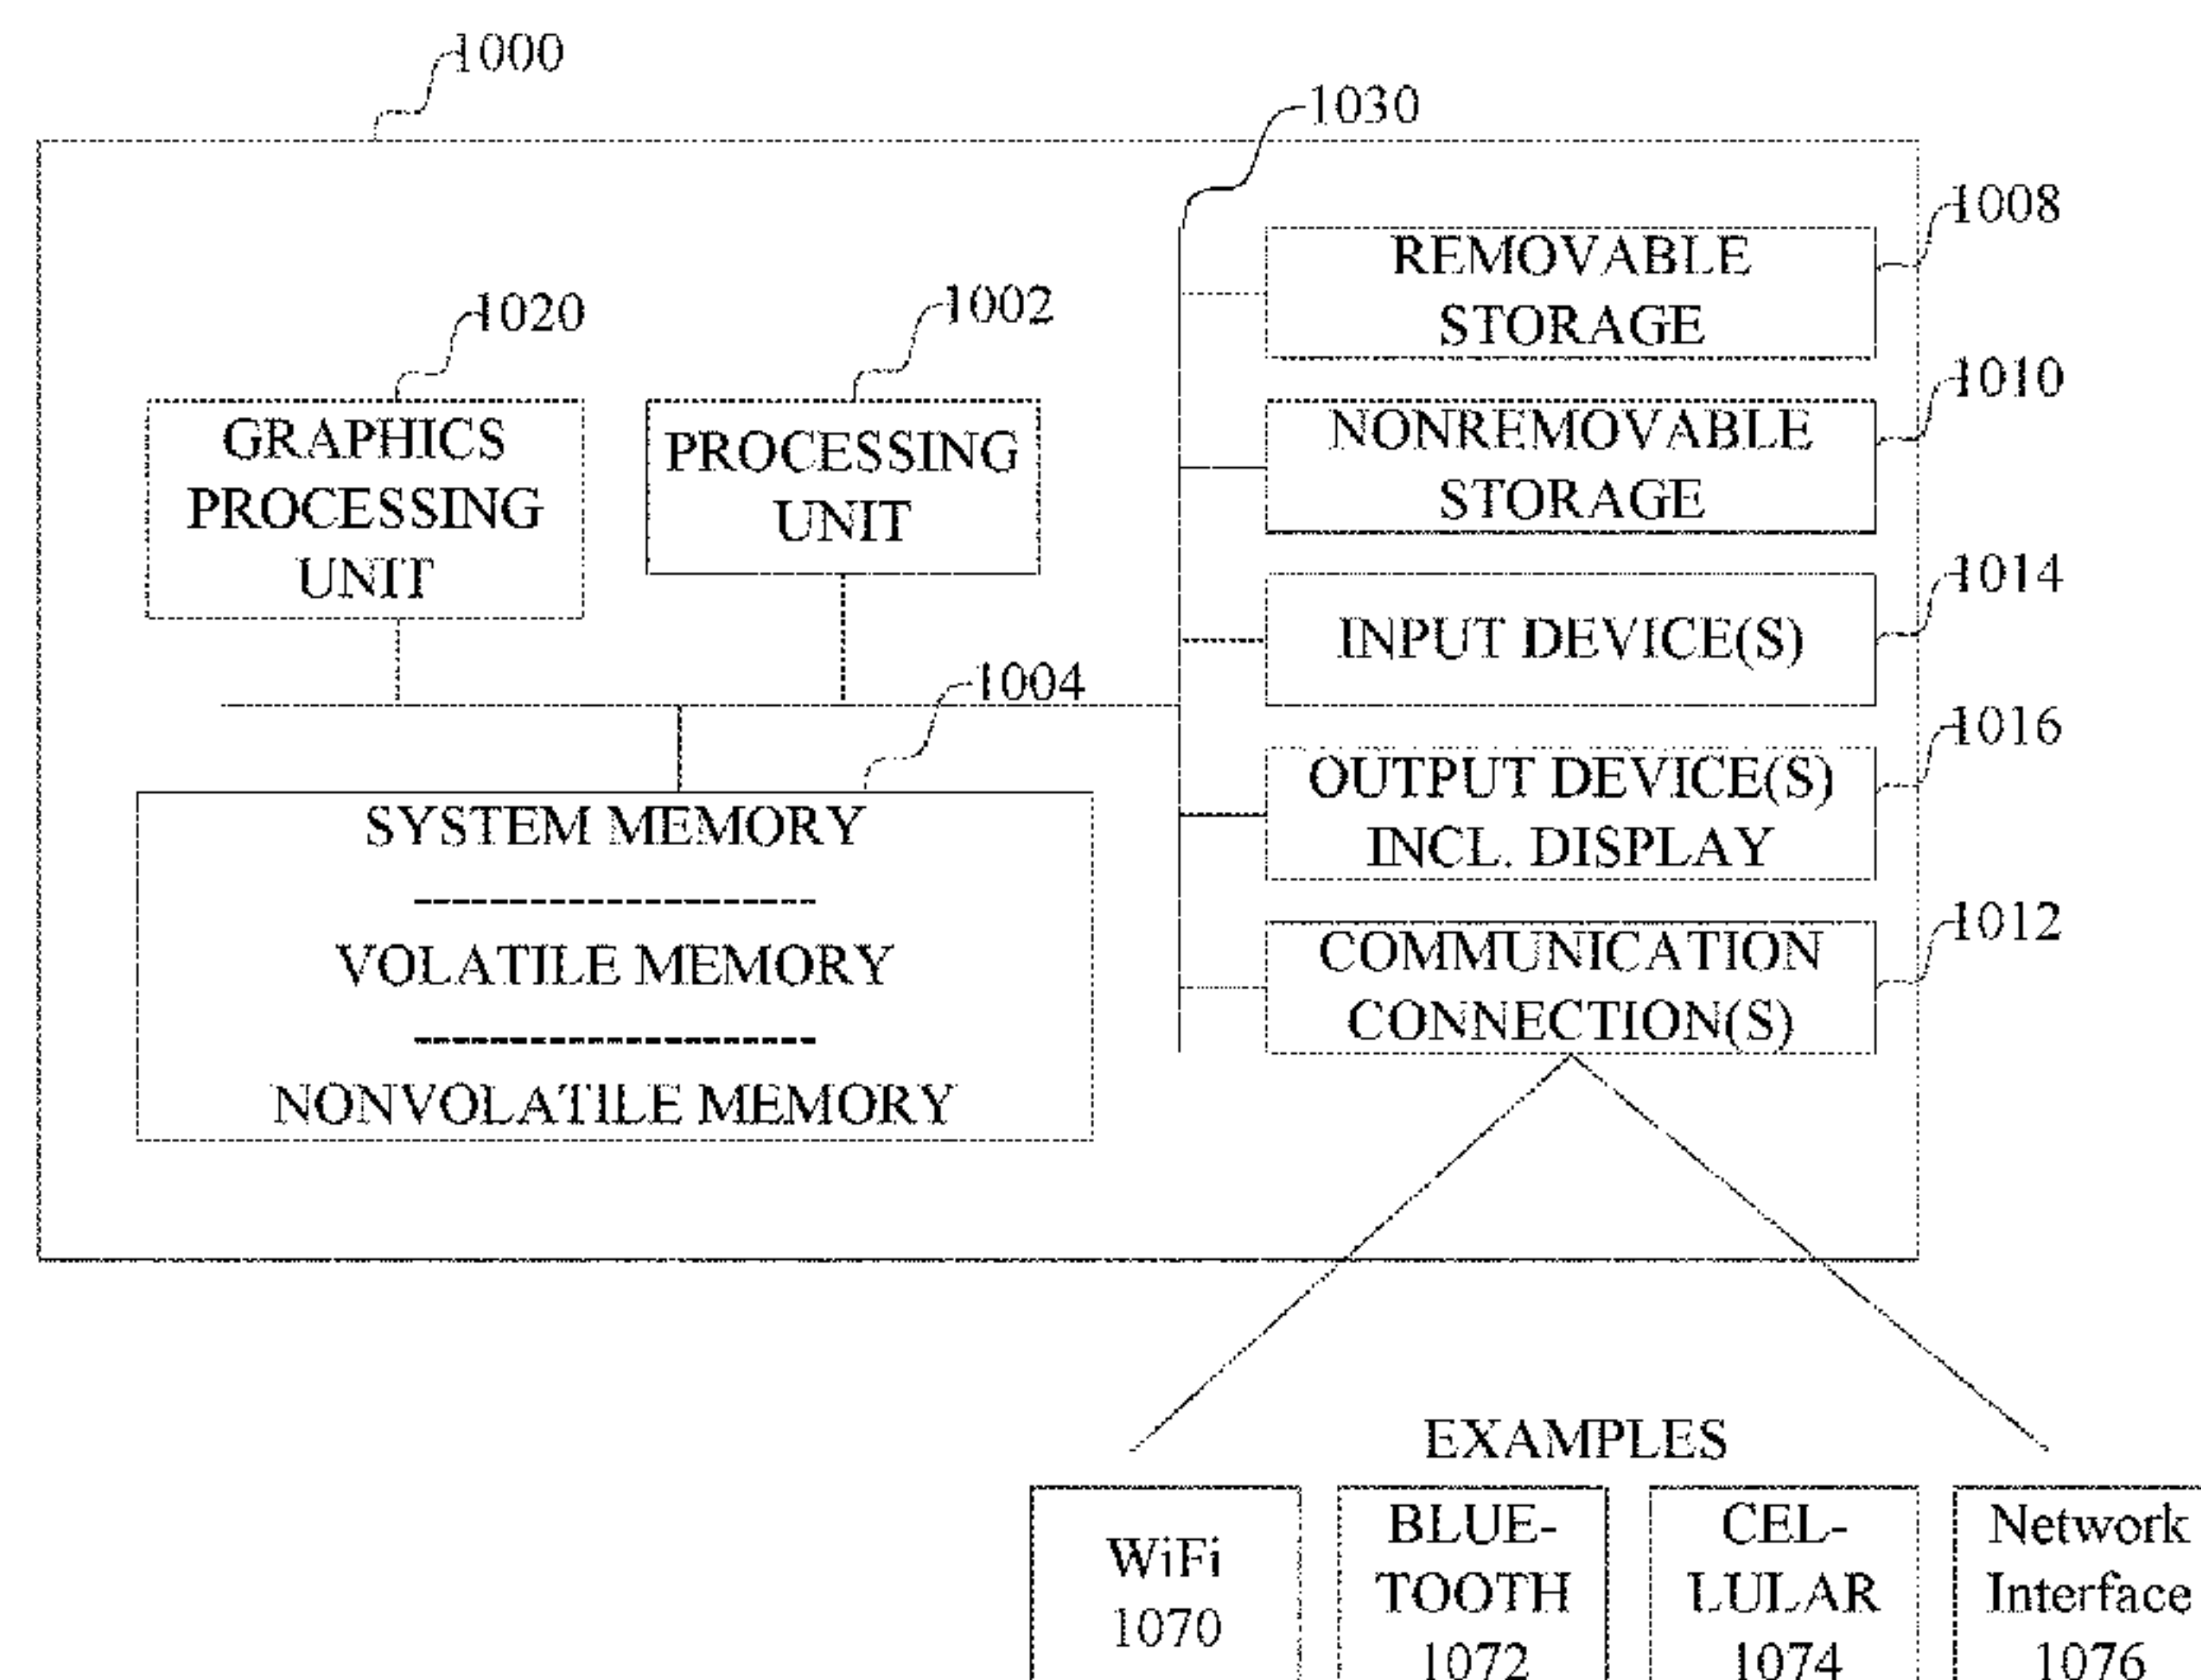 1000
1030
1008
REMOVABLE
STORAGE
1020
1002
GRAPHICS
PROCESSING
UNIT
PROCESSING
UNIT
1010
NONREMOVABLE
STORAGE
1014
INPUT DEVICE(S)
1004
1016
OUTPUT DEVICE(S)
INCL. DISPLAY
SYSTEM MEMORY
--------------------
VOLATILE MEMORY
--------------------
NONVOLATILE MEMORY
1012
COMMUNICATION
CONNECTION(S)
EXAMPLES
WiFi
1070
BLUE-
TOOTH
1072
CEL-
LULAR
1074
Network
Interface
1076